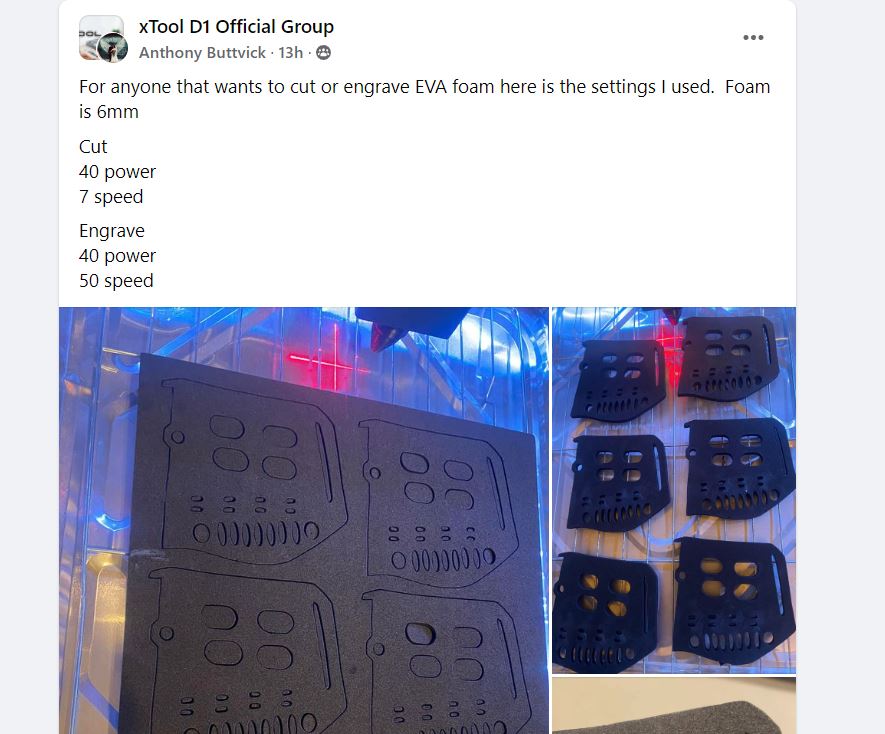 xTool D1 Official Group
Anthony Buttvick · 13h ·
For anyone that wants to cut or engrave EVA foam here is the settings I used.  Foam
is 6mm
Cut
40 power
7 speed
Engrave
40 power
50 speed